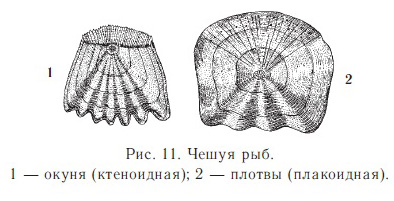 1
2
Рис. 11. Чешуя рыб.
1 — окуня (ктеноидная); 2 — плотвы (плакоидная).